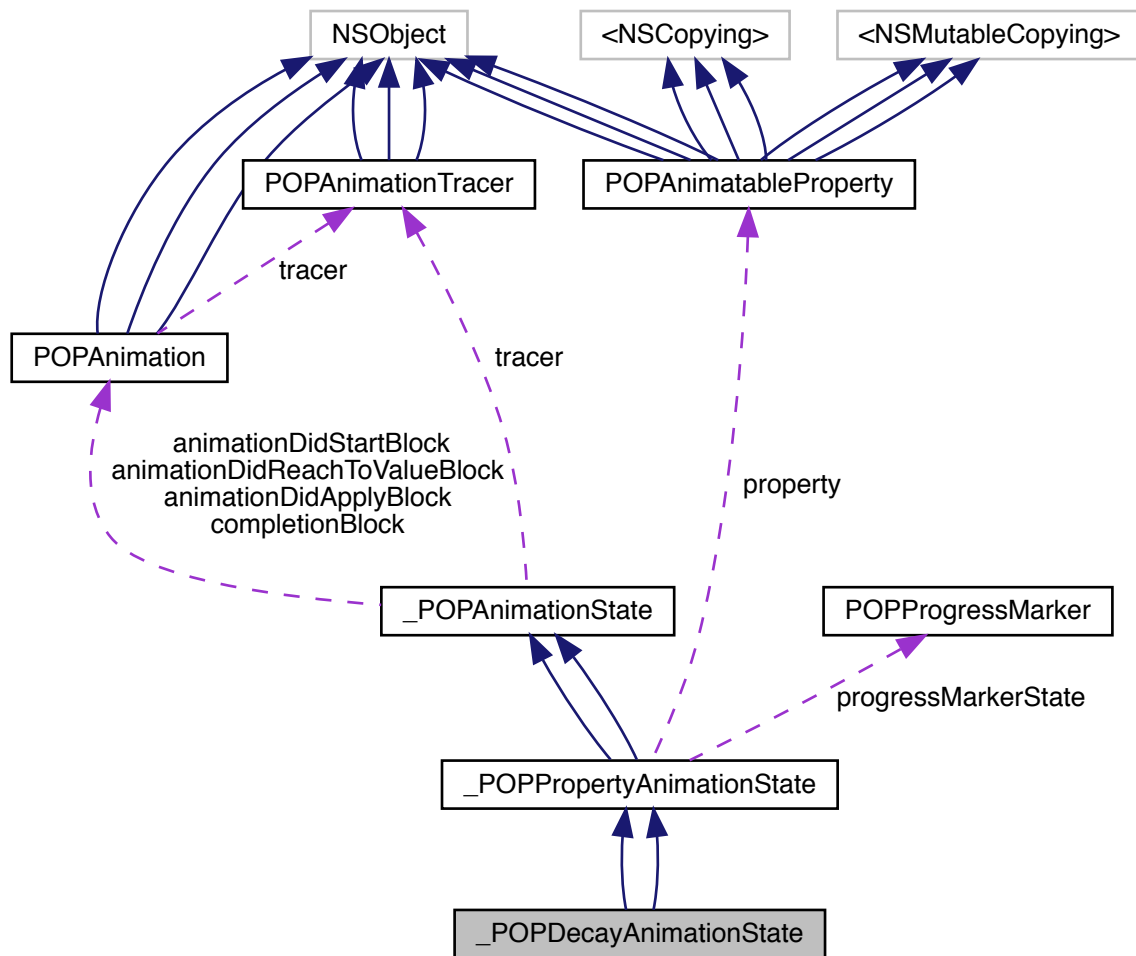 NSObject
<NSCopying>
<NSMutableCopying>
POPAnimationTracer
POPAnimatableProperty
tracer
POPAnimation
tracer
animationDidStartBlock
animationDidReachToValueBlock
animationDidApplyBlock
completionBlock
property
_POPAnimationState
POPProgressMarker
progressMarkerState
_POPPropertyAnimationState
_POPDecayAnimationState